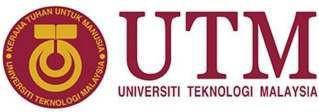 KERANA TUHAN UNTUK MANUSIA
UNIVERSITI TEKNOLOGI MALAYSIA
UTM
UNIVERSITI TEKNOLOGI MALAYSIA